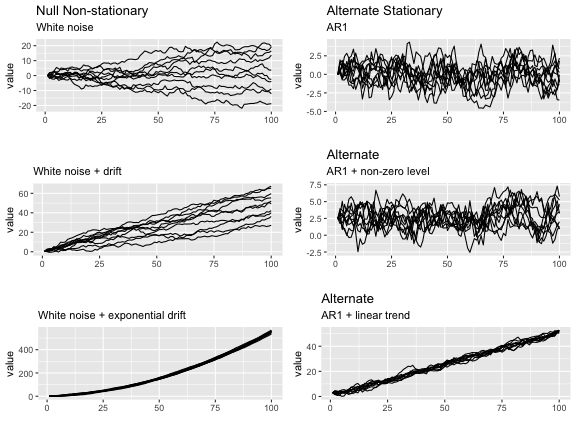 Null Non-stationary
White noise
value
20
10
0
-10
-20
0 25 50 75 100
Alternate Stationary
AR1
value
2.5
0.0
-2.5
-5.0
0 25 50 75 100
White noise + drift
value
60
40
20
0
0 25 50 75 100
Alternate
AR1 + non-zero level
value
7.5
5.0
2.5
0.0
-2.5
0 25 50 75 100
White noise + exponential drift
value
400
200
0
0 25 50 75 100
Alternate
AR1 + linear trend
value
40
20
0
0 25 50 75 100